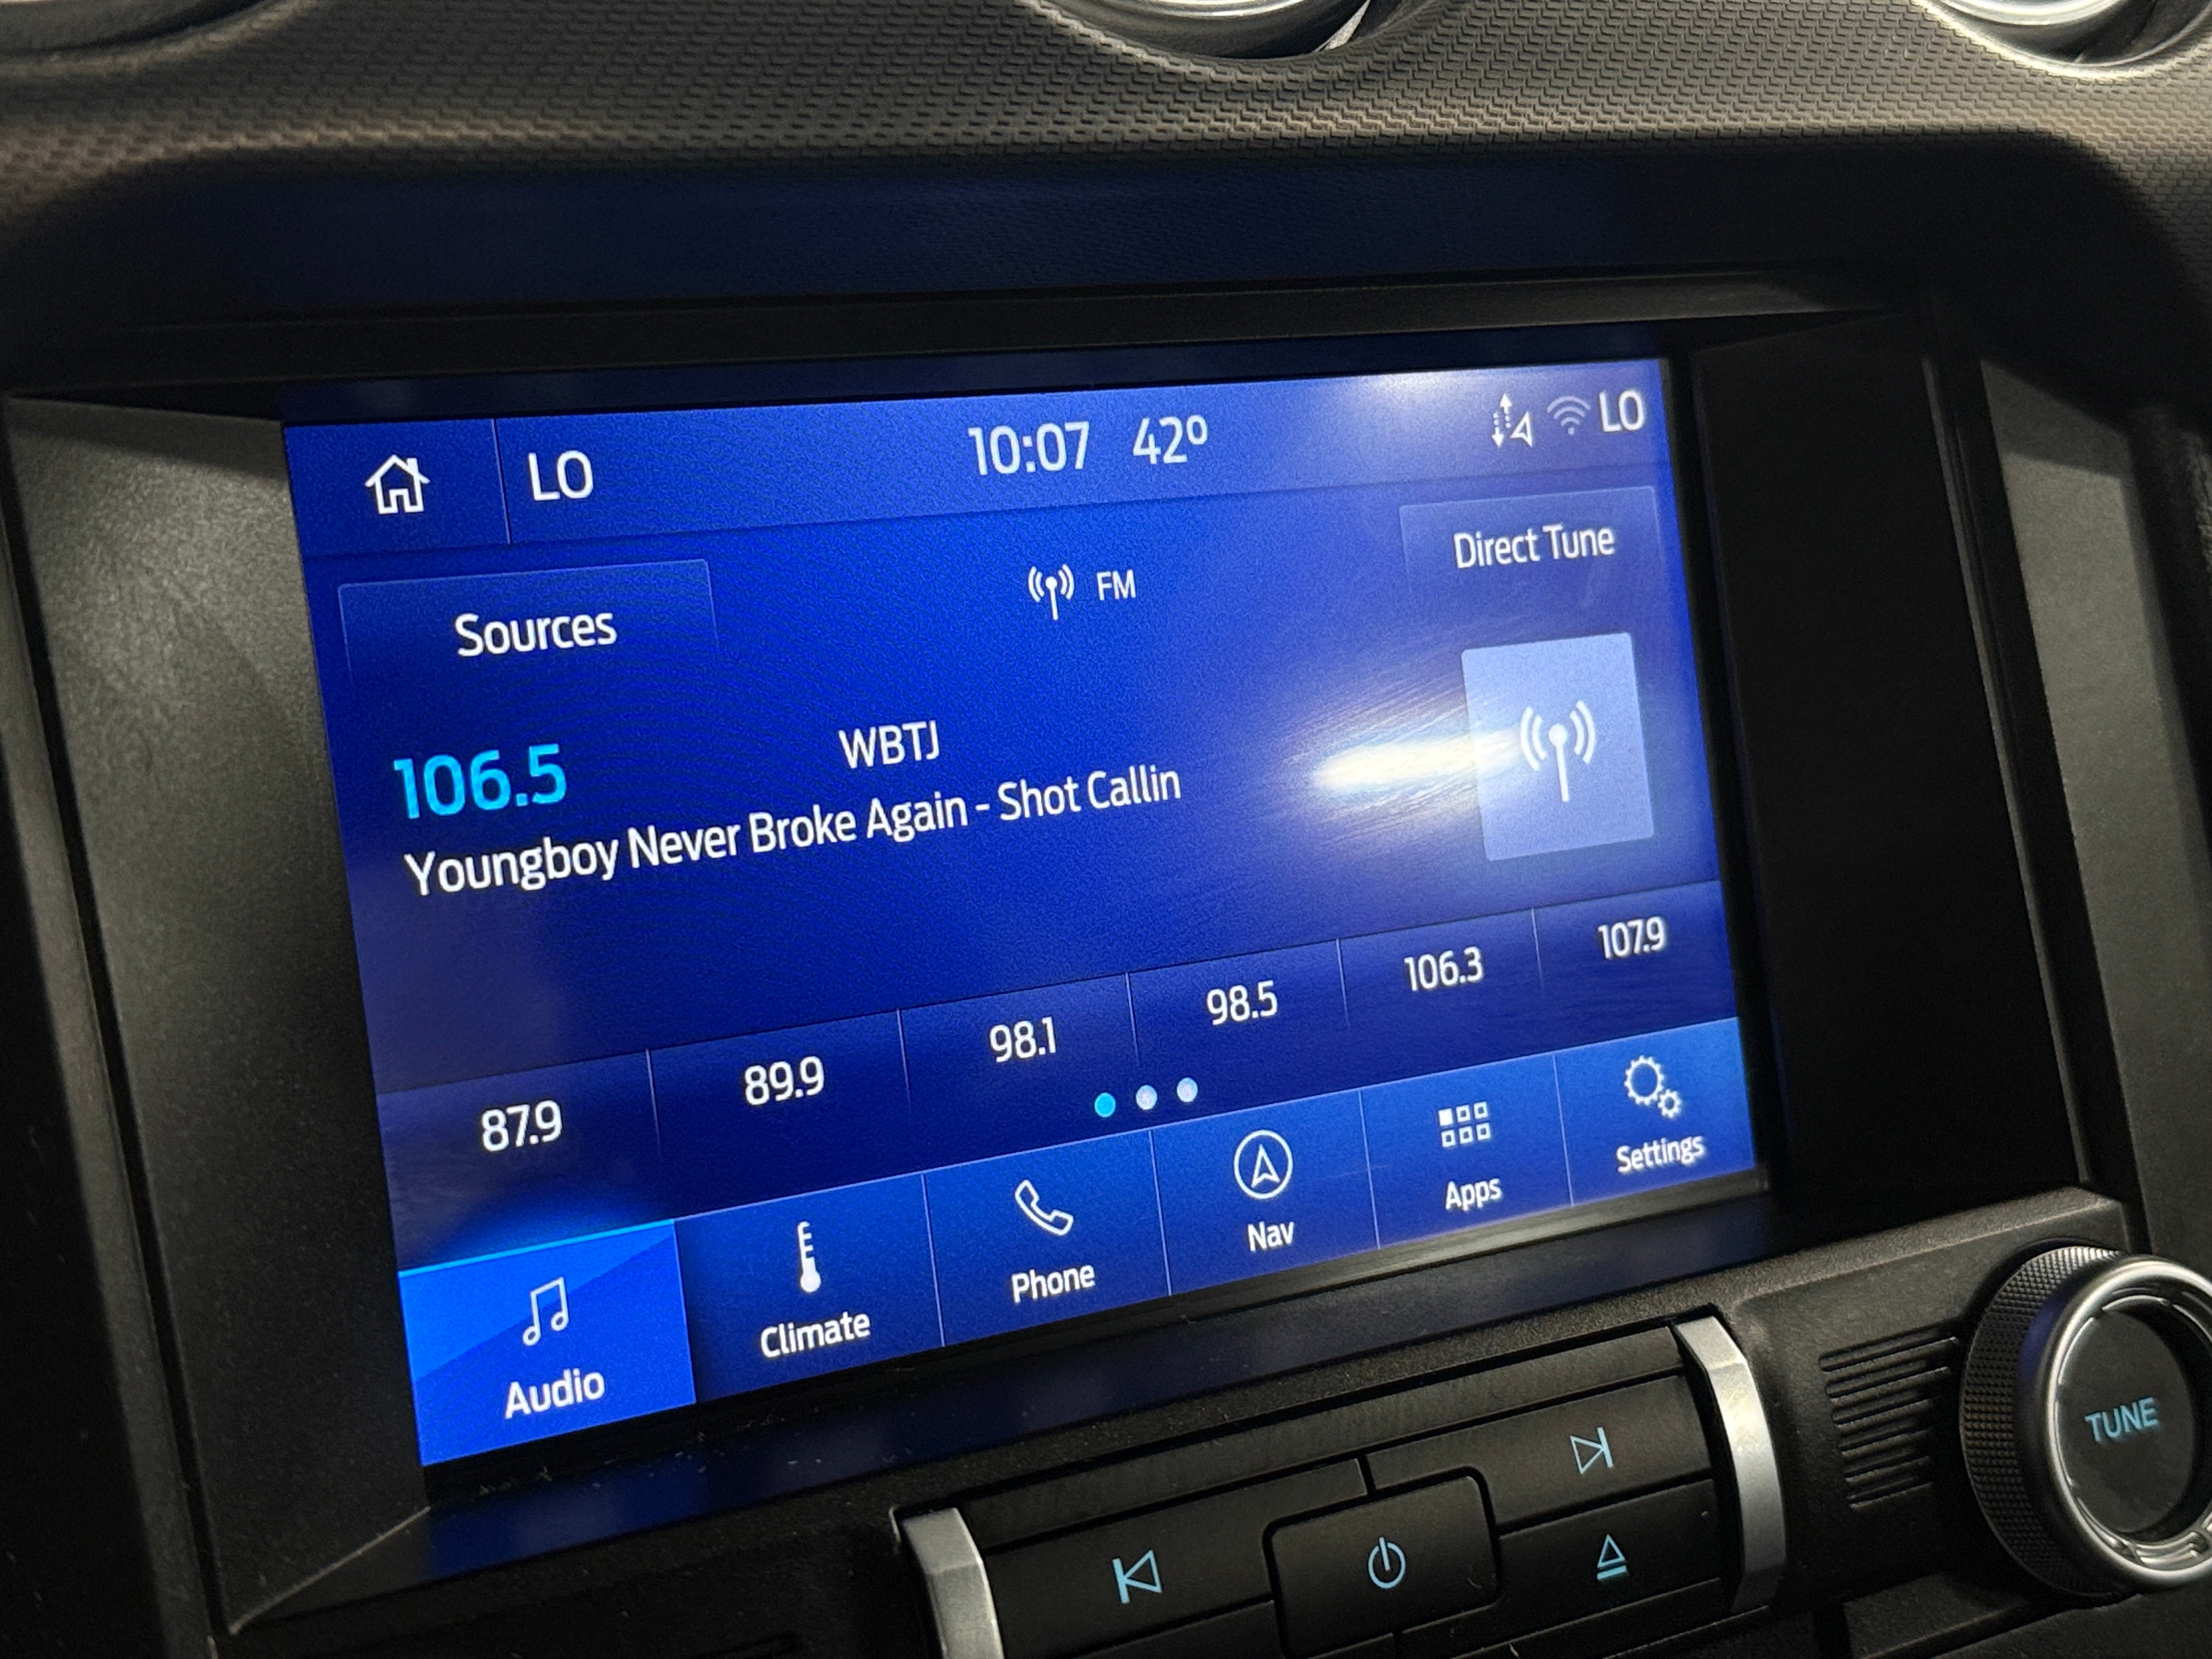 LO 10:07 42° LO
Sources FM Direct Tune
106.5 WBTJ
Youngboy Never Broke Again - Shot Callin
87.9 89.9 98.1 98.5 106.3 107.9
Audio Climate Phone Nav Apps Settings
TUNE